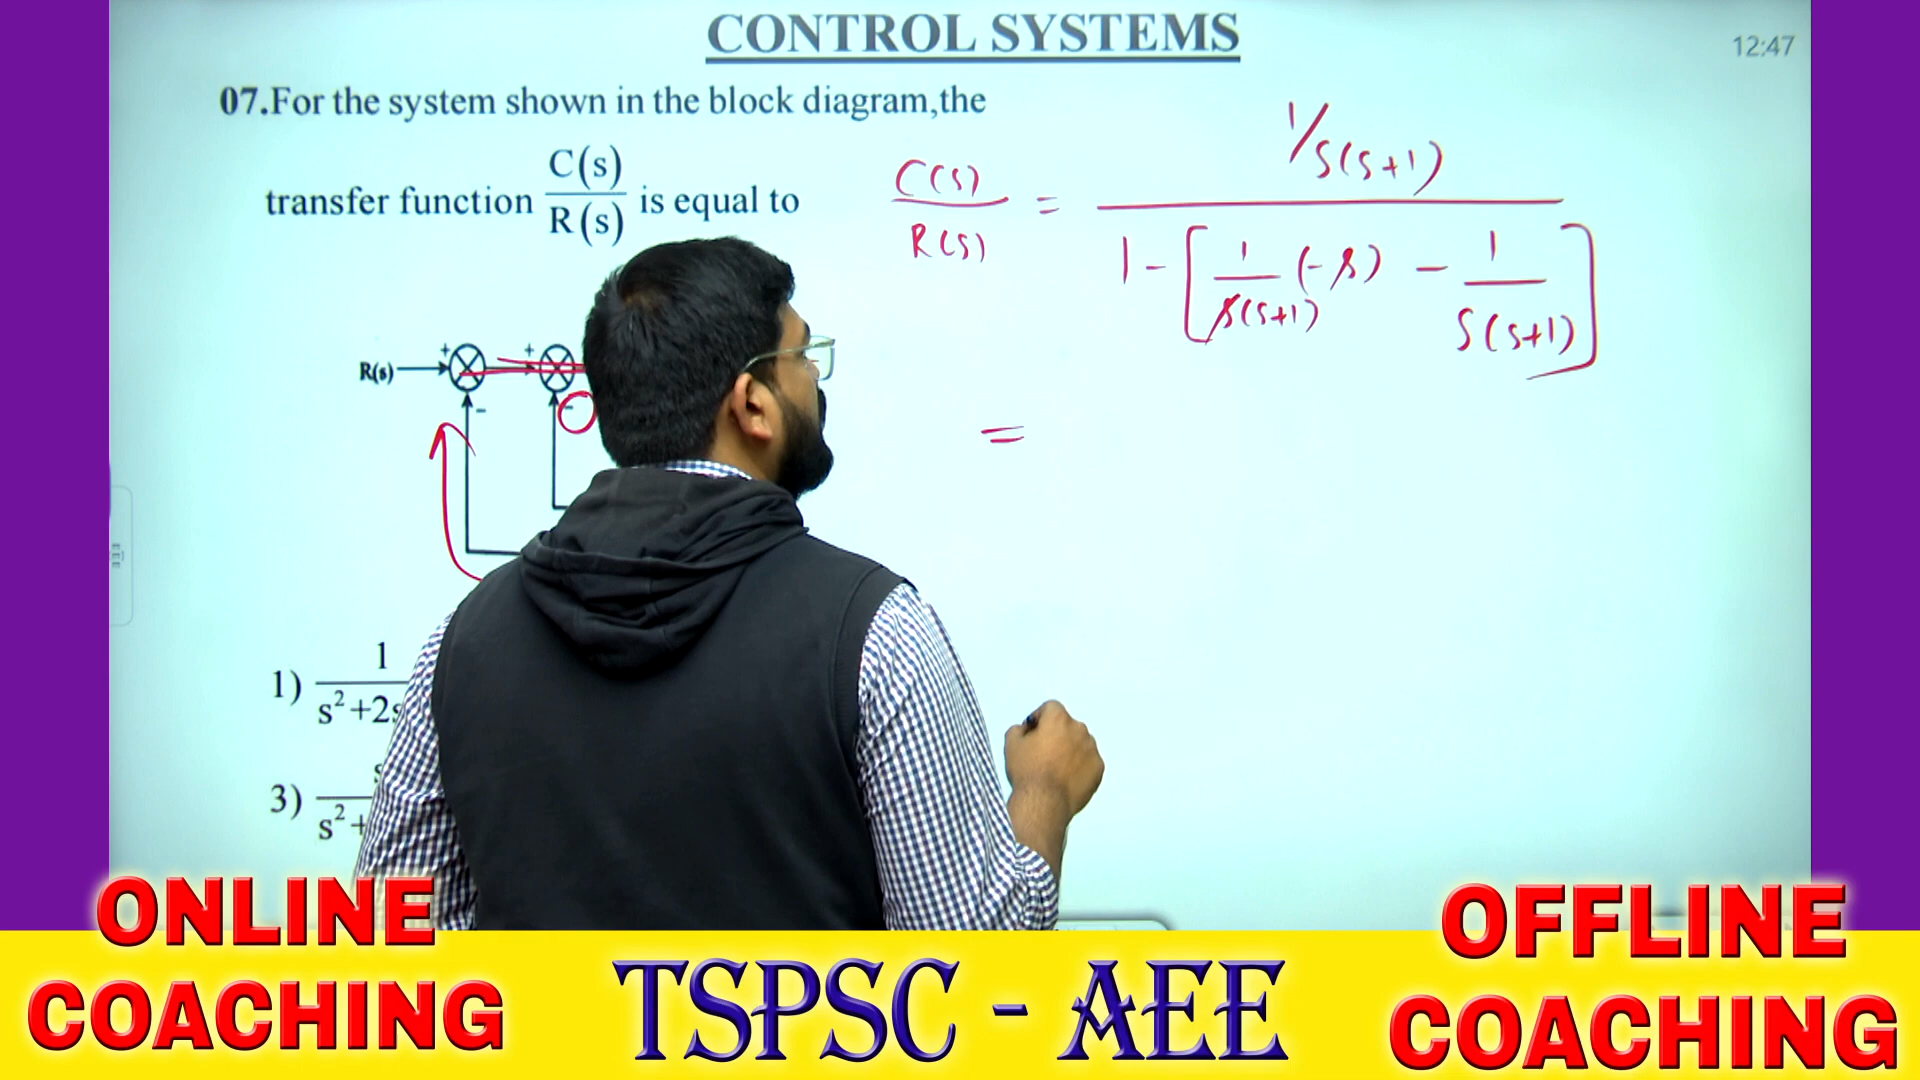 CONTROL SYSTEMS
12:47
07.For the system shown in the block diagram,the
transfer function C(s)/R(s) is equal to
C(s)/R(s) = 1/s(s+1) / 1-[1/s(s+1) (-s) - 1/s(s+1)]
=
R(s) + - + -
1) 1/s²+2s
3) s²+
ONLINE
COACHING
TSPSC - AEE
OFFLINE
COACHING